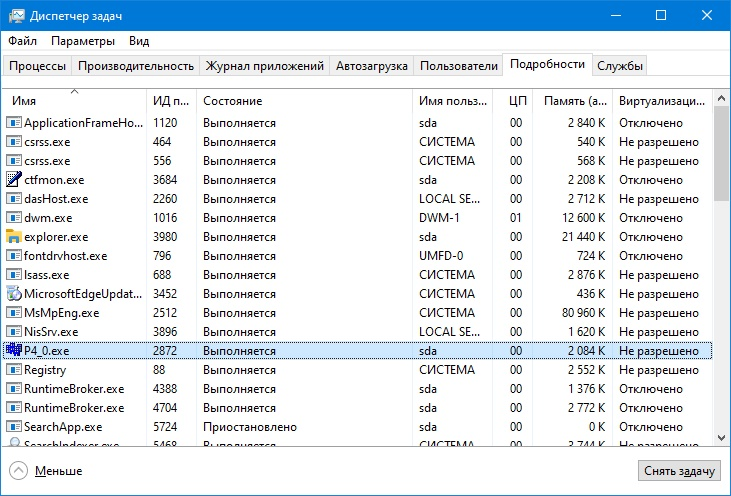 Диспетчер задач
Файл Параметры Вид
Процессы Производительность Журнал приложений Автозагрузка Пользователи Подробности Службы
Имя ИД п... Состояние Имя польз... ЦП Память (а... Виртуализаци...
ApplicationFrameHo... 1120 Выполняется sda 00 2 840 K Отключено
csrss.exe 464 Выполняется СИСТЕМА 00 540 K Не разрешено
csrss.exe 556 Выполняется СИСТЕМА 00 568 K Не разрешено
ctfmon.exe 3684 Выполняется sda 00 2 208 K Отключено
dasHost.exe 2260 Выполняется LOCAL SE... 00 2 712 K Не разрешено
dwm.exe 1016 Выполняется DWM-1 01 12 600 K Отключено
explorer.exe 3980 Выполняется sda 00 21 440 K Отключено
fontdrvhost.exe 796 Выполняется UMFD-0 00 724 K Отключено
lsass.exe 688 Выполняется СИСТЕМА 00 2 876 K Не разрешено
MicrosoftEdgeUpdat... 3452 Выполняется СИСТЕМА 00 436 K Не разрешено
MsMpEng.exe 2512 Выполняется СИСТЕМА 00 80 960 K Не разрешено
NisSrv.exe 3896 Выполняется LOCAL SE... 00 1 620 K Не разрешено
P4_0.exe 2872 Выполняется sda 00 2 084 K Не разрешено
Registry 88 Выполняется СИСТЕМА 00 2 552 K Не разрешено
RuntimeBroker.exe 4388 Выполняется sda 00 1 376 K Отключено
RuntimeBroker.exe 4704 Выполняется sda 00 2 772 K Отключено
SearchApp.exe 5724 Приостановлено sda 00 0 K Отключено
SearchIndexer.exe 5468 Выполняется СИСТЕМА 00 3 744 K Не разрешено
Меньше Снять задачу